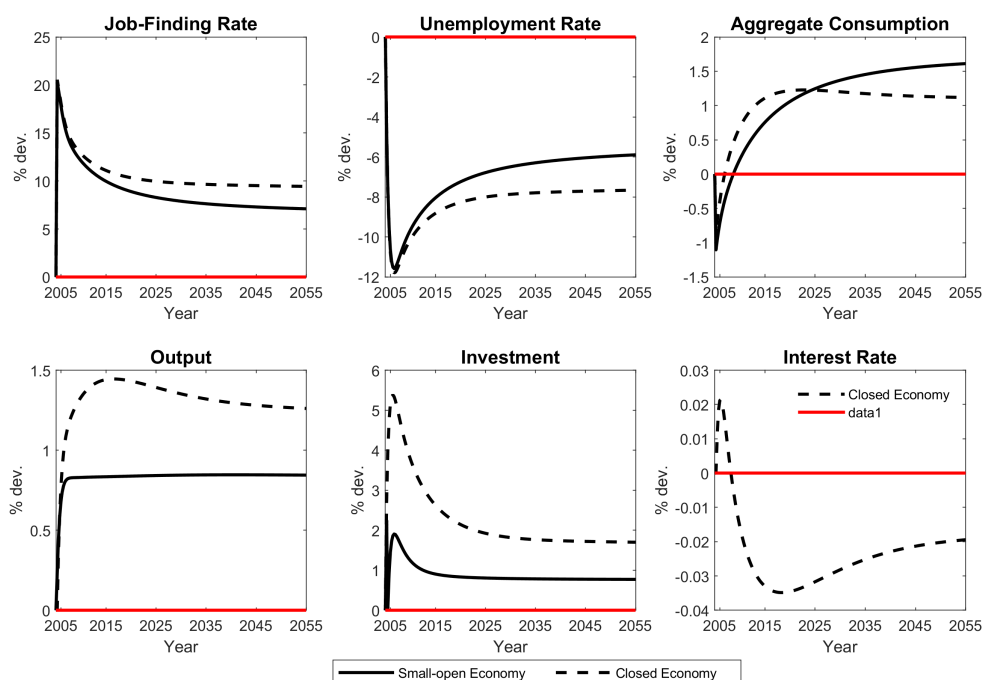 Job-Finding Rate
Unemployment Rate
Aggregate Consumption
25
20
15
10
5
0
% dev.
2005 2015 2025 2035 2045 2055
Year
0
-2
-4
-6
-8
-10
-12
% dev.
2005 2015 2025 2035 2045 2055
Year
2
1.5
1
0.5
0
-0.5
-1
-1.5
% dev.
2005 2015 2025 2035 2045 2055
Year
Output
Investment
Interest Rate
1.5
1
0.5
0
% dev.
2005 2015 2025 2035 2045 2055
Year
6
5
4
3
2
1
0
% dev.
2005 2015 2025 2035 2045 2055
Year
0.03
0.02
0.01
0
-0.01
-0.02
-0.03
-0.04
% dev.
Closed Economy
data1
2005 2015 2025 2035 2045 2055
Year
Small-open Economy Closed Economy